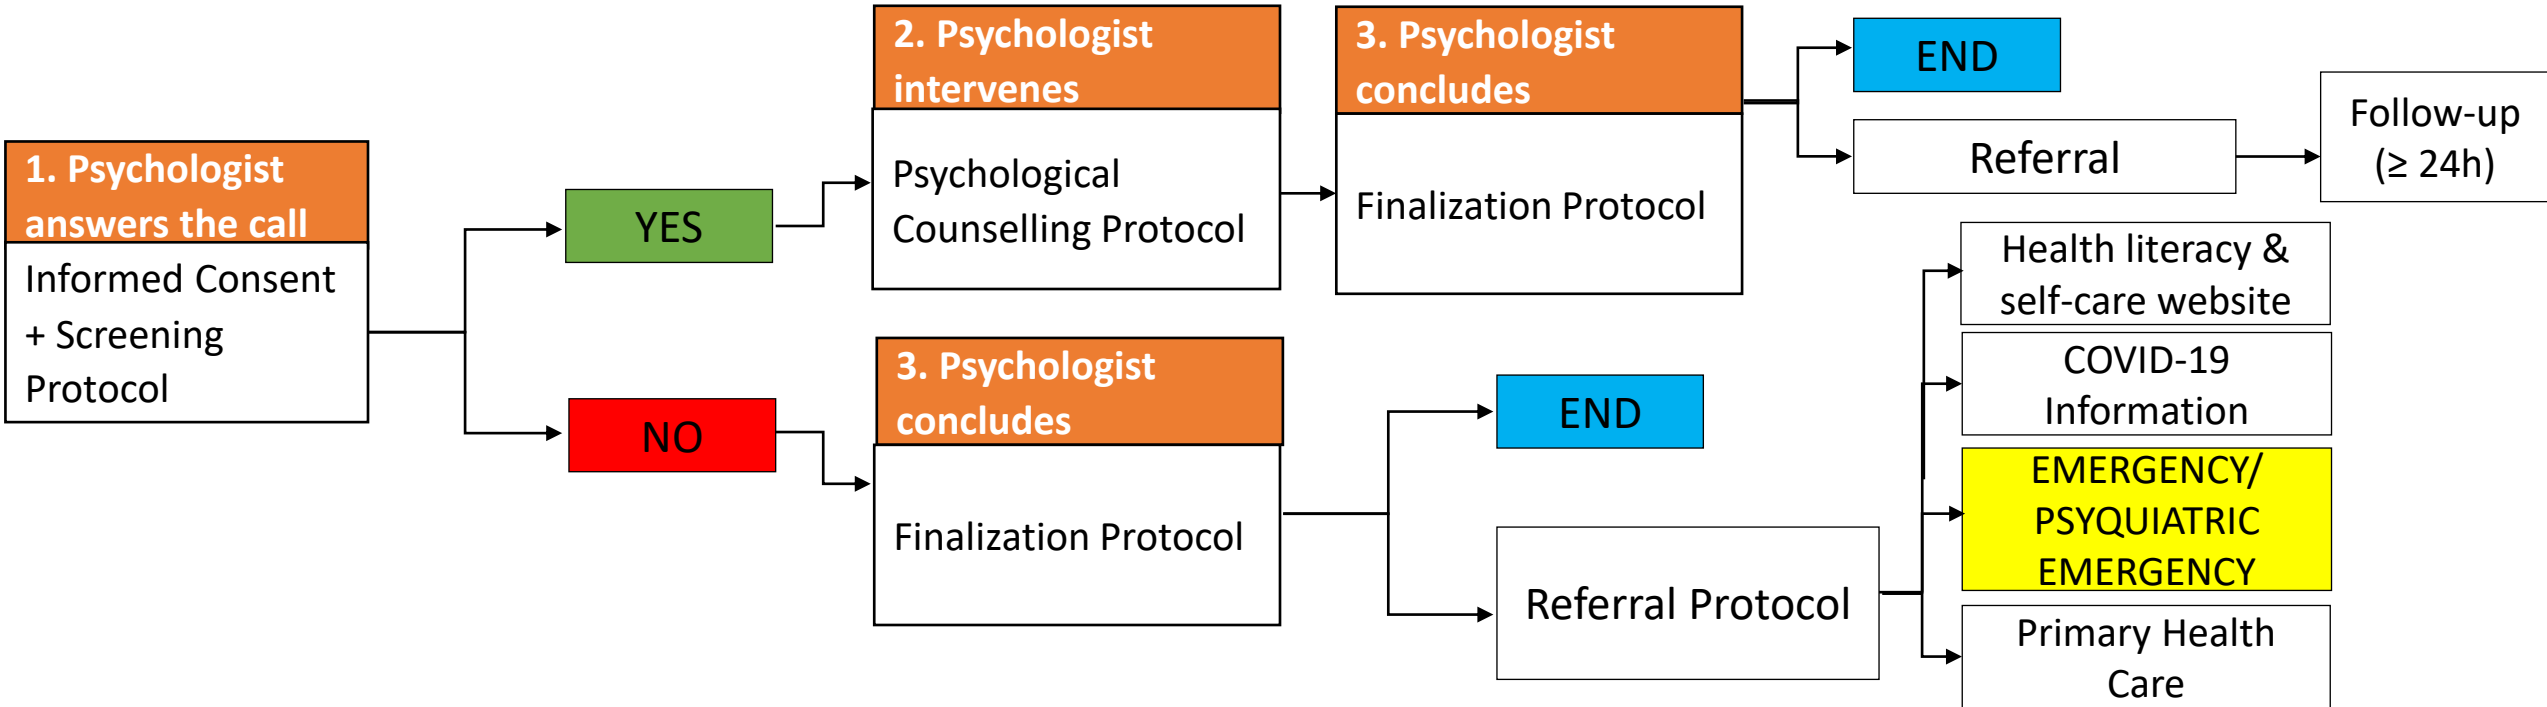 1. Psychologist
answers the call
Informed Consent
+ Screening
Protocol
YES
NO
2. Psychologist
intervenes
Psychological
Counselling Protocol
3. Psychologist
concludes
Finalization Protocol
END
Referral
Follow-up
(≥ 24h)
3. Psychologist
concludes
Finalization Protocol
END
Referral Protocol
Health literacy &
self-care website
COVID-19
Information
EMERGENCY/
PSYQUIATRIC
EMERGENCY
Primary Health
Care